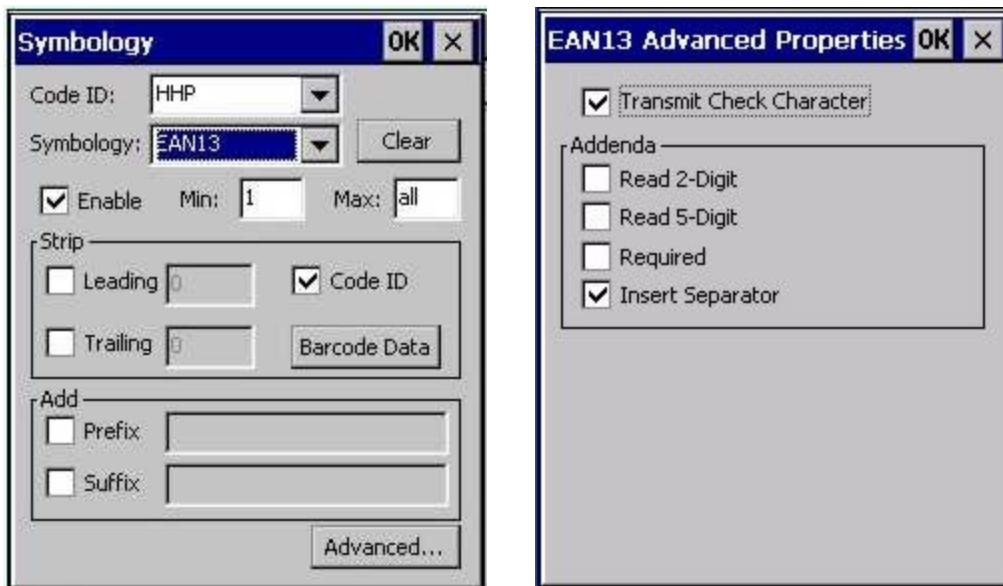 Symbology OK ×
Code ID: HHP
Symbology: EAN13 Clear
Enable Min: 1 Max: all
Strip
Leading 0 Code ID
Trailing 0 Barcode Data
Add
Prefix
Suffix
Advanced...
EAN13 Advanced Properties OK ×
Transmit Check Character
Addenda
Read 2-Digit
Read 5-Digit
Required
Insert Separator